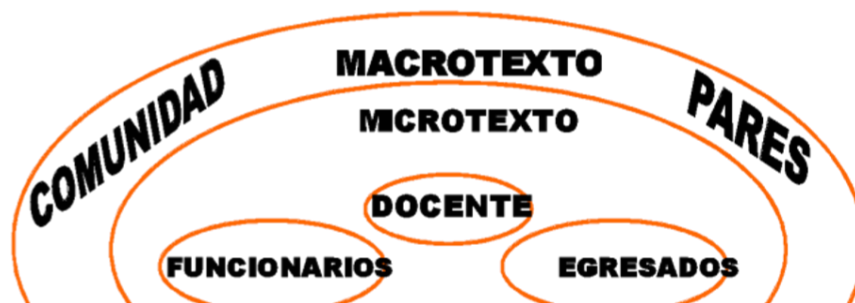 MACROTEXTO
COMUNIDAD
PARES
MICROTEXTO
DOCENTE
FUNCIONARIOS
EGRESADOS